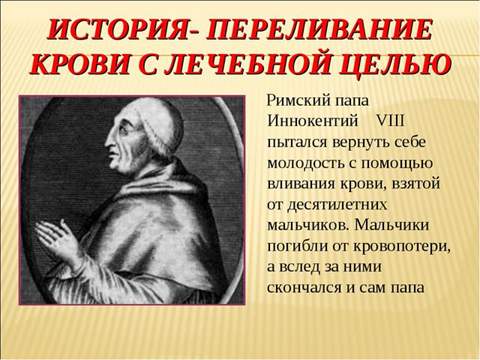 ИСТОРИЯ- ПЕРЕЛИВАНИЕ
КРОВИ С ЛЕЧЕБНОЙ ЦЕЛЬЮ
Римский папа
Иннокентий VIII
пытался вернуть себе
молодость с помощью
вливания крови, взятой
от десятилетних
мальчиков. Мальчики
погибли от кровопотери,
а вслед за ними
скончался и сам папа